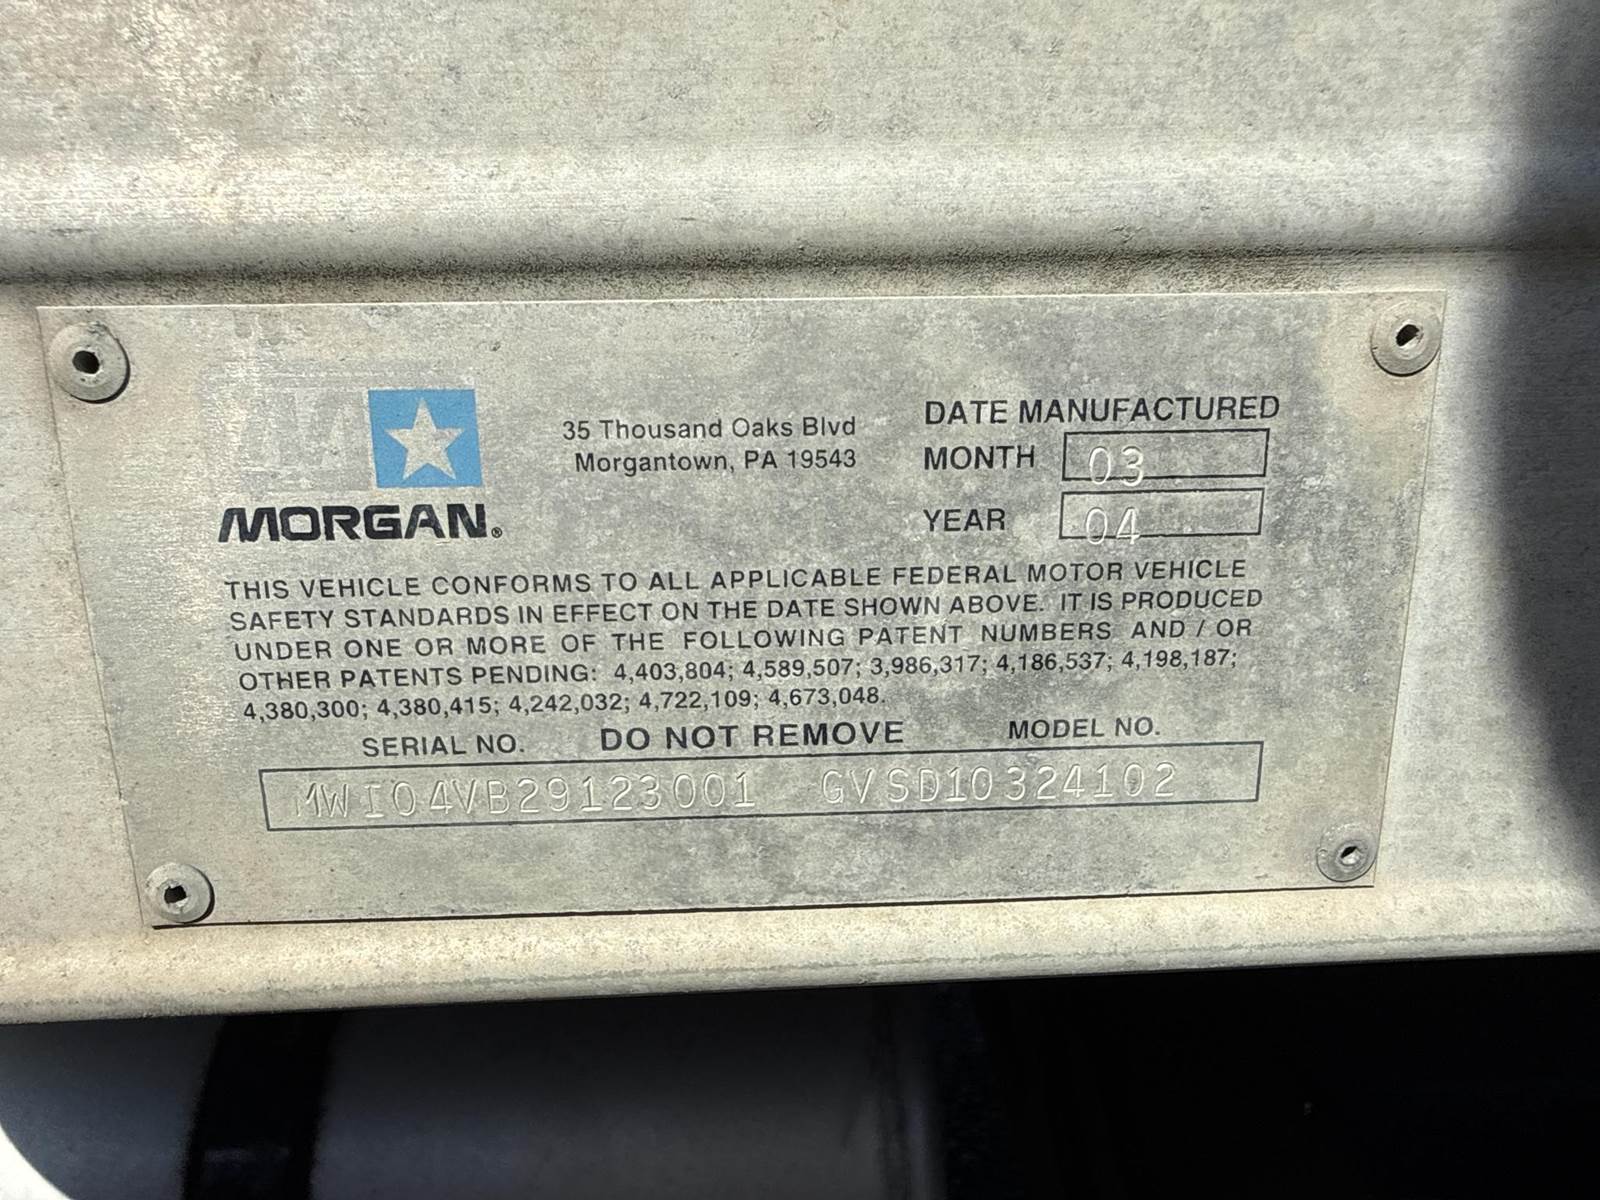 MORGAN®
35 Thousand Oaks Blvd
Morgantown, PA 19543
DATE MANUFACTURED
MONTH 03
YEAR 04
THIS VEHICLE CONFORMS TO ALL APPLICABLE FEDERAL MOTOR VEHICLE
SAFETY STANDARDS IN EFFECT ON THE DATE SHOWN ABOVE. IT IS PRODUCED
UNDER ONE OR MORE OF THE FOLLOWING PATENT NUMBERS AND / OR
OTHER PATENTS PENDING: 4,403,804; 4,589,507; 3,986,317; 4,186,537; 4,198,187;
4,380,300; 4,380,415; 4,242,032; 4,722,109; 4,673,048.
SERIAL NO. DO NOT REMOVE MODEL NO.
MWI04VB29123001 GVSD10324102